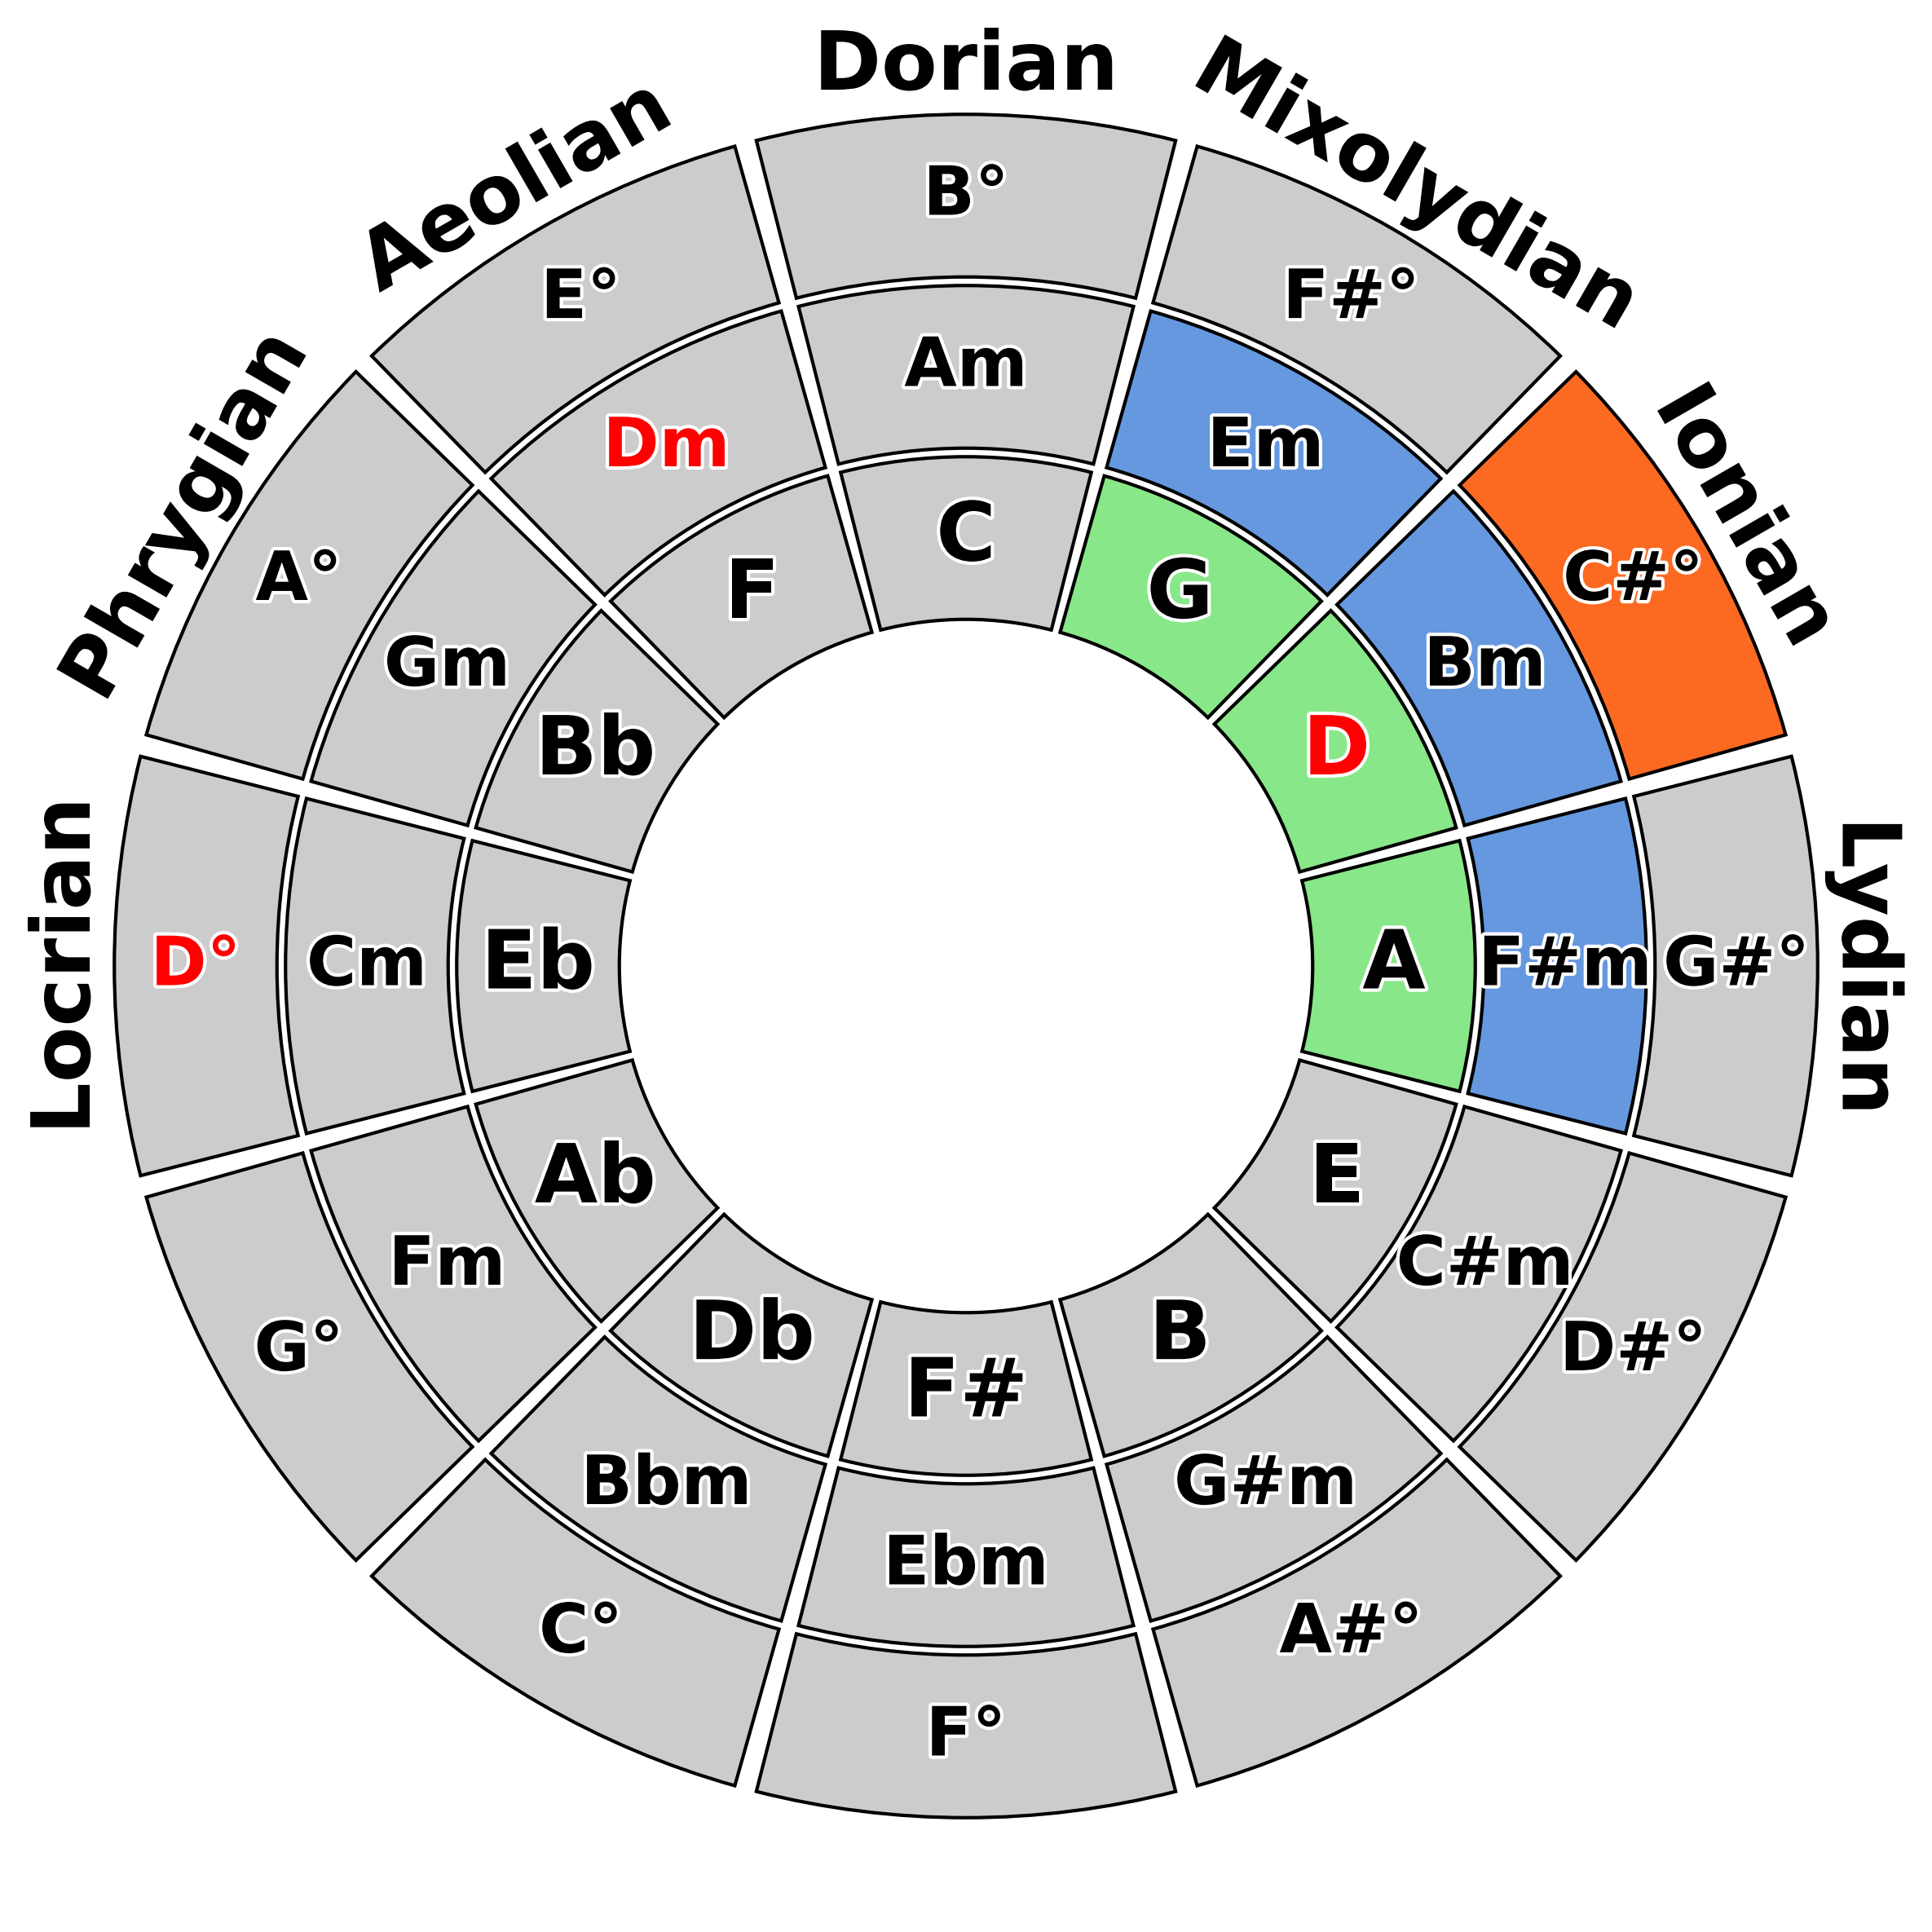 Dorian
Mixolydian
Ionian
Lydian
Aeolian
Phrygian
Locrian
B°
F#°
C#°
G#°
D#°
A#°
F°
C°
G°
D°
A°
E°
Am
Em
Bm
F#m
C#m
G#m
Ebm
Bbm
Fm
Cm
Gm
Dm
C
G
D
A
E
B
F#
Db
Ab
Eb
Bb
F